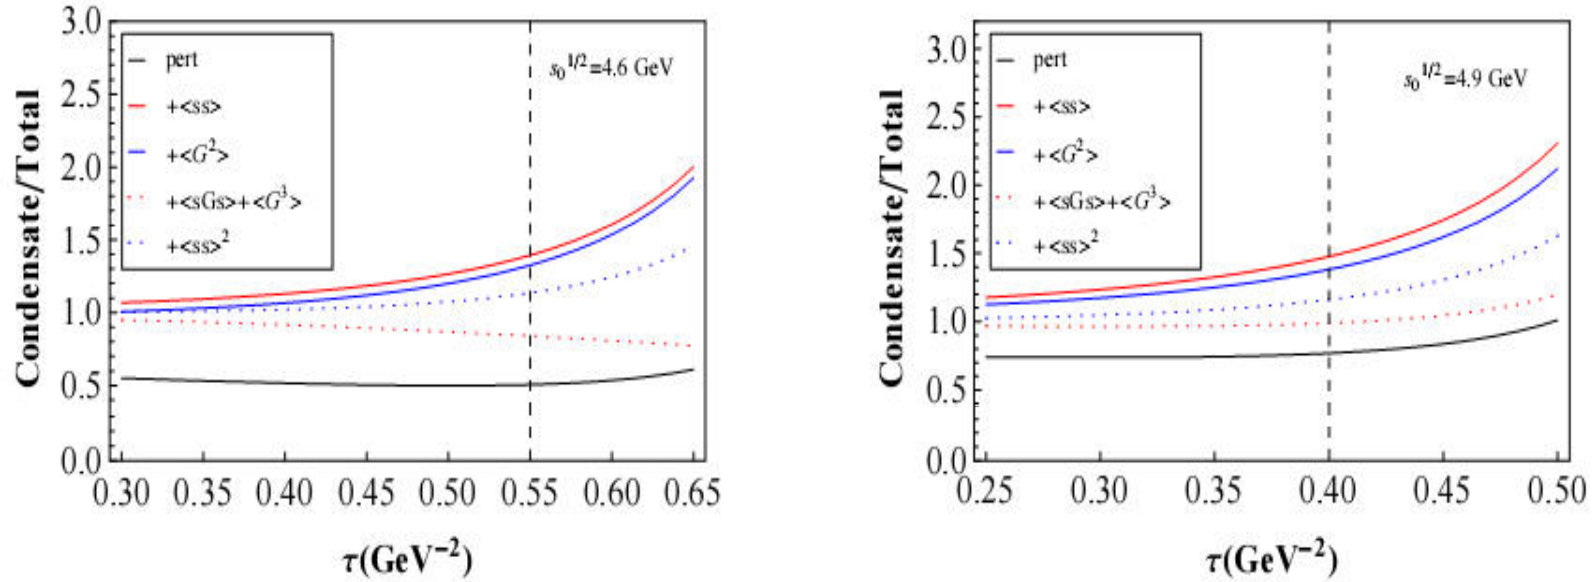 Condensate/Total
3.0
2.5
2.0
1.5
1.0
0.5
0.0
pert
+<ss>
+<G²>
+<sGs>+<G³>
+<ss>²
s₀^1/2=4.6 GeV
0.30 0.35 0.40 0.45 0.50 0.55 0.60 0.65
τ(GeV⁻²)
Condensate/Total
3.0
2.5
2.0
1.5
1.0
0.5
0.0
pert
+<ss>
+<G²>
+<sGs>+<G³>
+<ss>²
s₀^1/2=4.9 GeV
0.25 0.30 0.35 0.40 0.45 0.50
τ(GeV⁻²)